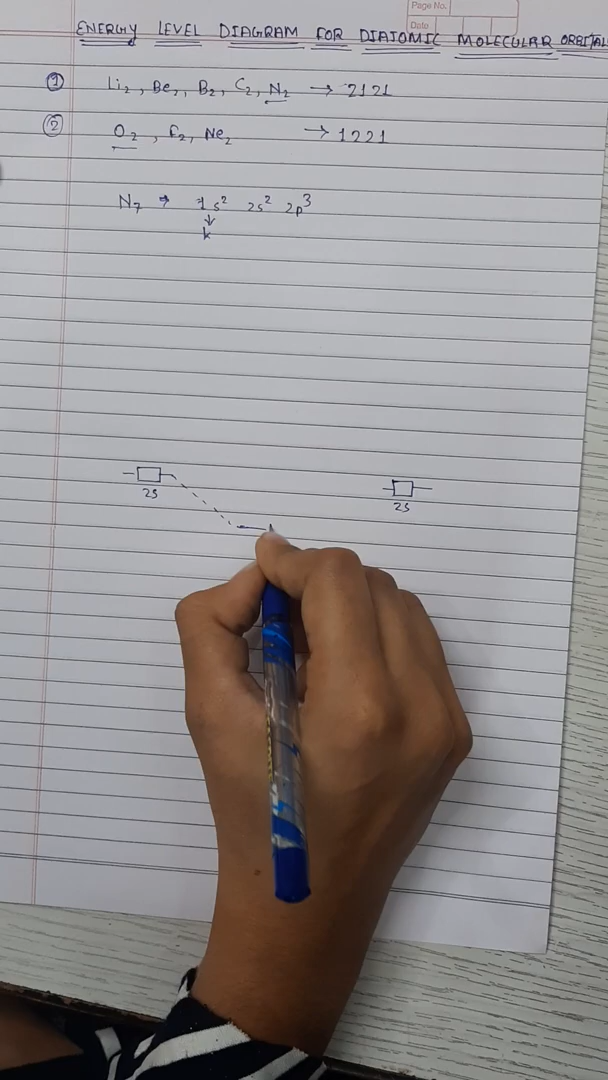 Page No.
Date
ENERGY LEVEL DIAGRAM FOR DIATOMIC MOLECULAR ORBITAL
① Li₂, Be₂, B₂, C₂, N₂ → 2121
② O₂, F₂, Ne₂ → 1221
N₇ → 1s² 2s² 2p³
↓
k
2s 2s